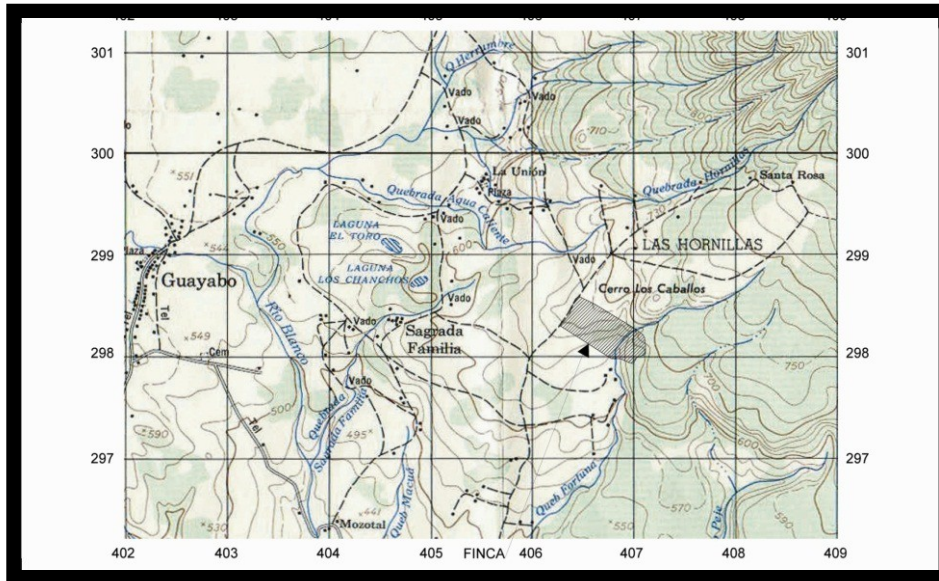 301
Q Herrumbre
301
Vado
Vado
Vado
710
800
300
300
551
La Unión
Plaza
Quebrada Agua Caliente
Quebrada Hornillas
Santa Rosa
730
Vado
LAGUNA
EL TORO
544
550
600
LAS HORNILLAS
299
299
Vado
LAGUNA
LOS CHANCHOS
Guayabo
Cerro Los Caballos
Vado
Tel
Río Blanco
Vado
Sagrada
Familia
549
298
Cem
298
750
Vado
700
500
Quebrada
Sagrada Familia
Tel
590
495
600
297
297
Queb Macuá
Queb Fortuna
570
Peje
441
530
Mozotal
550
590
402
403
404
405
FINCA
406
407
408
409